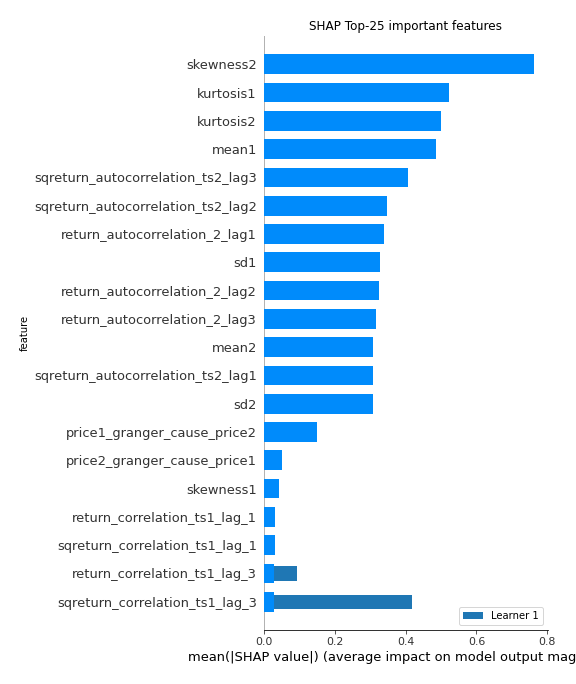 SHAP Top-25 important features
skewness2
kurtosis1
kurtosis2
mean1
sqreturn_autocorrelation_ts2_lag3
sqreturn_autocorrelation_ts2_lag2
return_autocorrelation_2_lag1
sd1
return_autocorrelation_2_lag2
return_autocorrelation_2_lag3
mean2
sqreturn_autocorrelation_ts2_lag1
sd2
price1_granger_cause_price2
price2_granger_cause_price1
skewness1
return_correlation_ts1_lag_1
sqreturn_correlation_ts1_lag_1
return_correlation_ts1_lag_3
sqreturn_correlation_ts1_lag_3
feature
Learner 1
0.0 0.2 0.4 0.6 0.8
mean(|SHAP value|) (average impact on model output mag